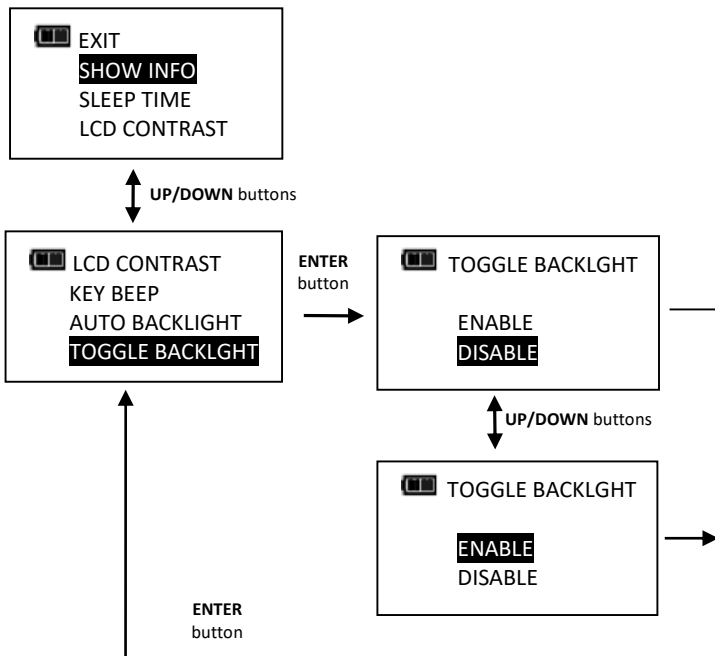 EXIT
SHOW INFO
SLEEP TIME
LCD CONTRAST
UP/DOWN buttons
LCD CONTRAST
KEY BEEP
AUTO BACKLIGHT
TOGGLE BACKLGHT
ENTER
button
TOGGLE BACKLGHT
ENABLE
DISABLE
UP/DOWN buttons
TOGGLE BACKLGHT
ENABLE
DISABLE
ENTER
button